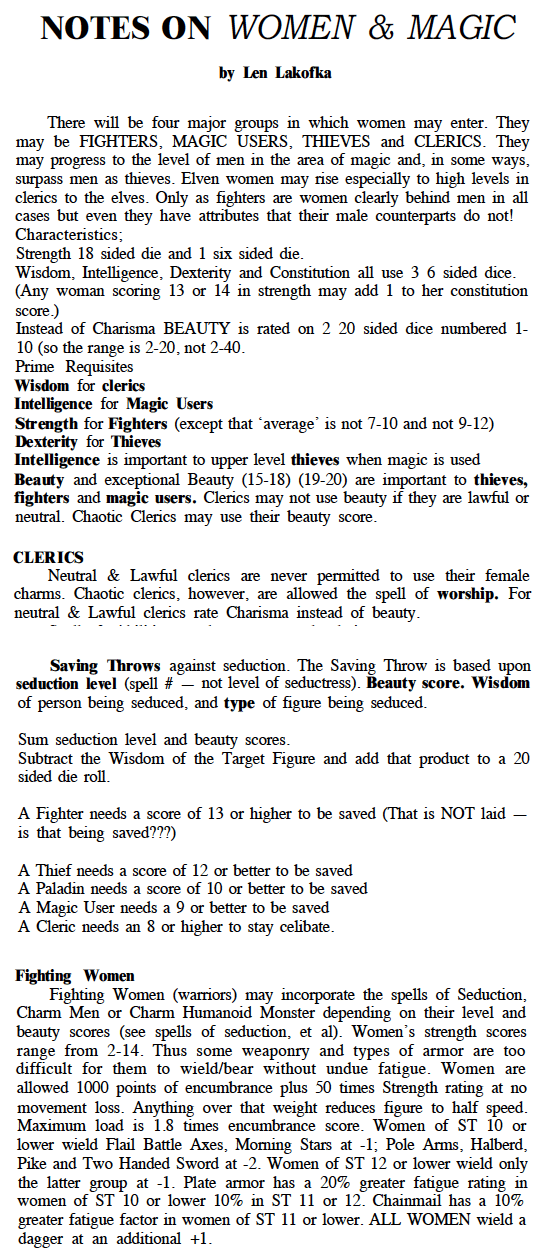 NOTES ON WOMEN & MAGIC
by Len Lakofka
There will be four major groups in which women may enter. They
may be FIGHTERS, MAGIC USERS, THIEVES and CLERICS. They
may progress to the level of men in the area of magic and, in some ways,
surpass men as thieves. Elven women may rise especially to high levels in
clerics to the elves. Only as fighters are women clearly behind men in all
cases but even they have attributes that their male counterparts do not!
Characteristics;
Strength 18 sided die and 1 six sided die.
Wisdom, Intelligence, Dexterity and Constitution all use 3 6 sided dice.
(Any woman scoring 13 or 14 in strength may add 1 to her constitution
score.)
Instead of Charisma BEAUTY is rated on 2 20 sided dice numbered 1-
10 (so the range is 2-20, not 2-40.
Prime Requisites
Wisdom for clerics
Intelligence for Magic Users
Strength for Fighters (except that ‘average’ is not 7-10 and not 9-12)
Dexterity for Thieves
Intelligence is important to upper level thieves when magic is used
Beauty and exceptional Beauty (15-18) (19-20) are important to thieves,
fighters and magic users. Clerics may not use beauty if they are lawful or
neutral. Chaotic Clerics may use their beauty score.
CLERICS
Neutral & Lawful clerics are never permitted to use their female
charms. Chaotic clerics, however, are allowed the spell of worship. For
neutral & Lawful clerics rate Charisma instead of beauty.
Saving Throws against seduction. The Saving Throw is based upon
seduction level (spell # — not level of seductress). Beauty score. Wisdom
of person being seduced, and type of figure being seduced.
Sum seduction level and beauty scores.
Subtract the Wisdom of the Target Figure and add that product to a 20
sided die roll.
A Fighter needs a score of 13 or higher to be saved (That is NOT laid —
is that being saved???)
A Thief needs a score of 12 or better to be saved
A Paladin needs a score of 10 or better to be saved
A Magic User needs a 9 or better to be saved
A Cleric needs an 8 or higher to stay celibate.
Fighting Women
Fighting Women (warriors) may incorporate the spells of Seduction,
Charm Men or Charm Humanoid Monster depending on their level and
beauty scores (see spells of seduction, et al). Women’s strength scores
range from 2-14. Thus some weaponry and types of armor are too
difficult for them to wield/bear without undue fatigue. Women are
allowed 1000 points of encumbrance plus 50 times Strength rating at no
movement loss. Anything over that weight reduces figure to half speed.
Maximum load is 1.8 times encumbrance score. Women of ST 10 or
lower wield Flail Battle Axes, Morning Stars at -1; Pole Arms, Halberd,
Pike and Two Handed Sword at -2. Women of ST 12 or lower wield only
the latter group at -1. Plate armor has a 20% greater fatigue rating in
women of ST 10 or lower 10% in ST 11 or 12. Chainmail has a 10%
greater fatigue factor in women of ST 11 or lower. ALL WOMEN wield a
dagger at an additional +1.